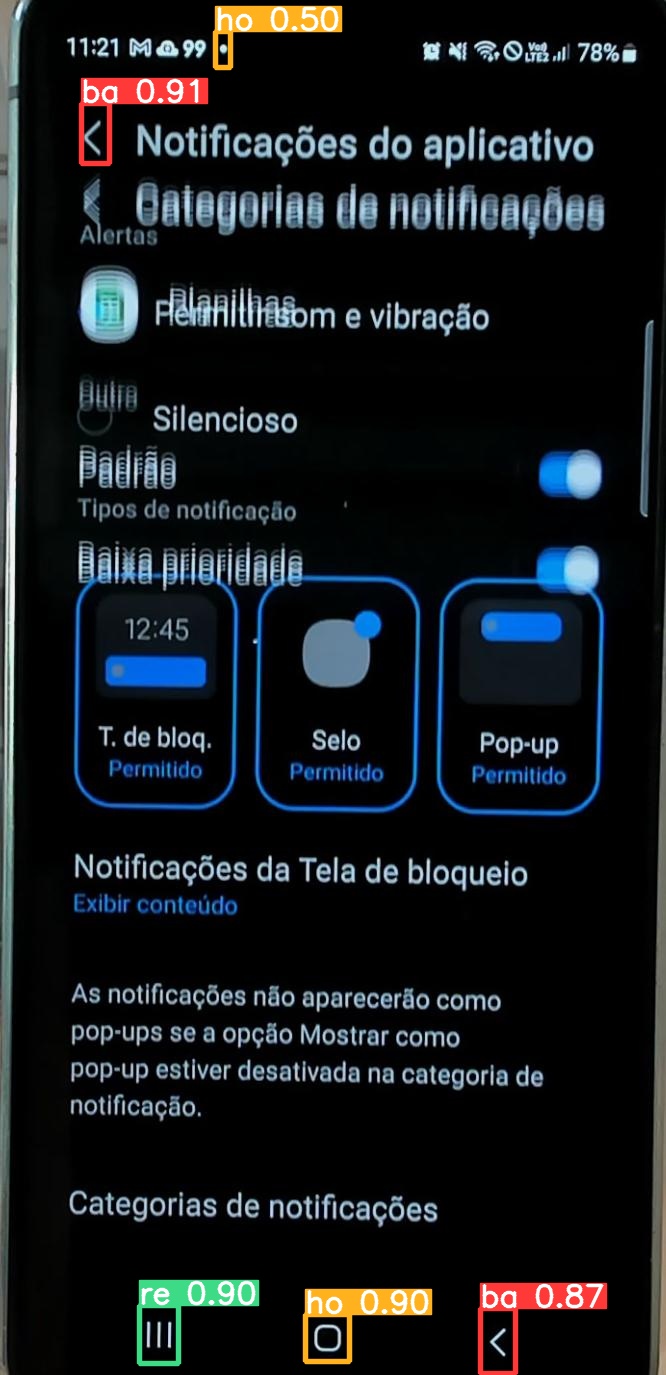 ho 0.50
11:21 99 VoD LTE2 78%
ba 0.91
Notificações do aplicativo
Categorias de notificações
Alertas
Planilhas
Permitir som e vibração
Outro
Silencioso
Padrão
Tipos de notificação
Baixa prioridade
12:45
T. de bloq. Selo Pop-up
Permitido Permitido Permitido
Notificações da Tela de bloqueio
Exibir conteúdo
As notificações não aparecerão como
pop-ups se a opção Mostrar como
pop-up estiver desativada na categoria de
notificação.
Categorias de notificações
re 0.90 ho 0.90 ba 0.87